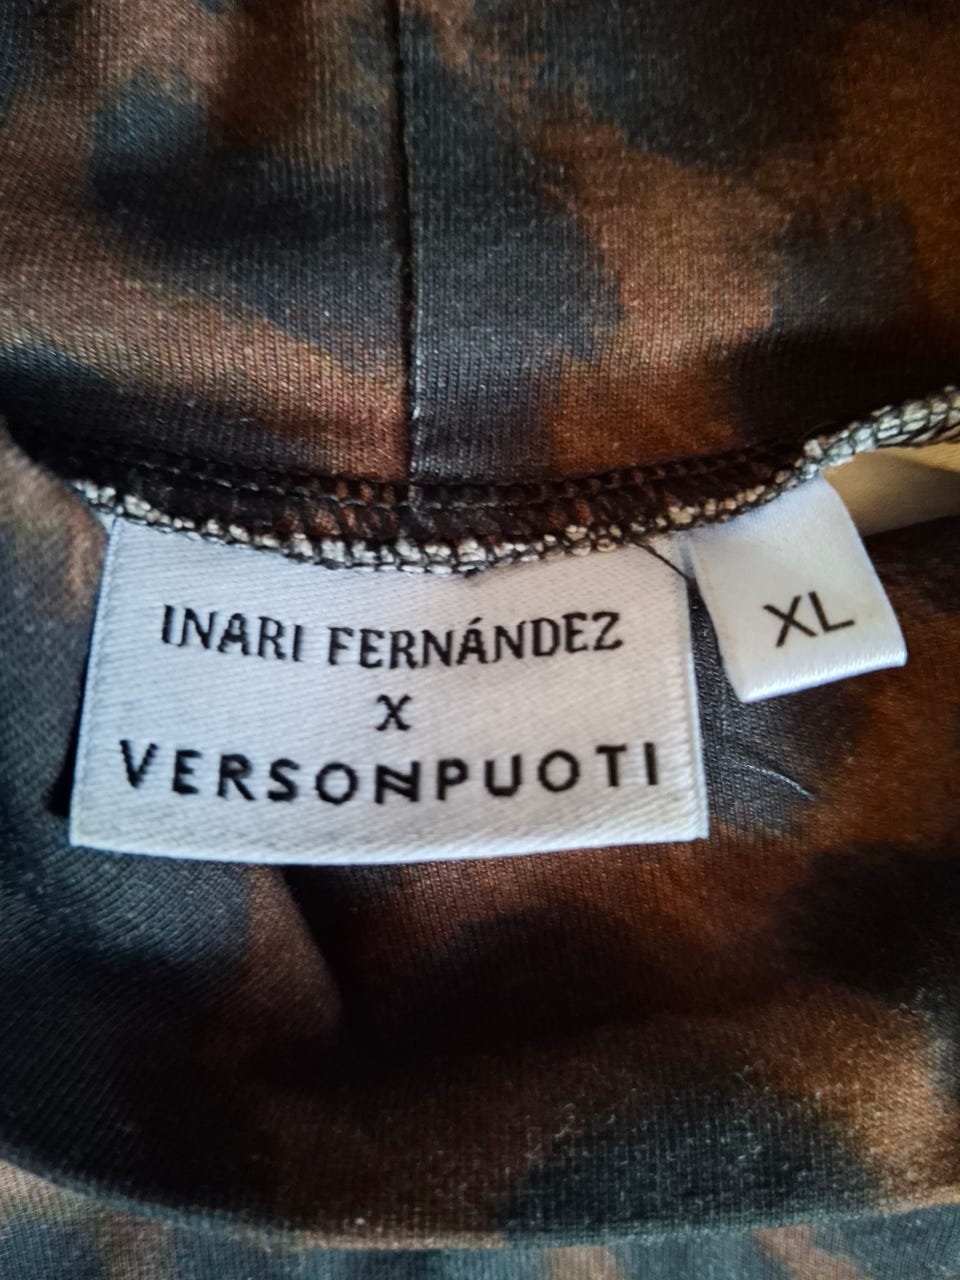 INARI FERNÁNDEZ
X
VERSONPUOTI
XL